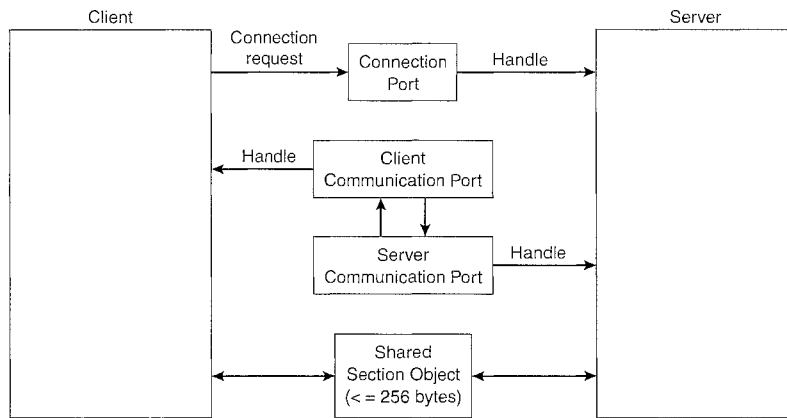 Client
Server
Connection
request
Connection
Port
Handle
Handle
Client
Communication Port
Server
Communication Port
Handle
Shared
Section Object
(< = 256 bytes)